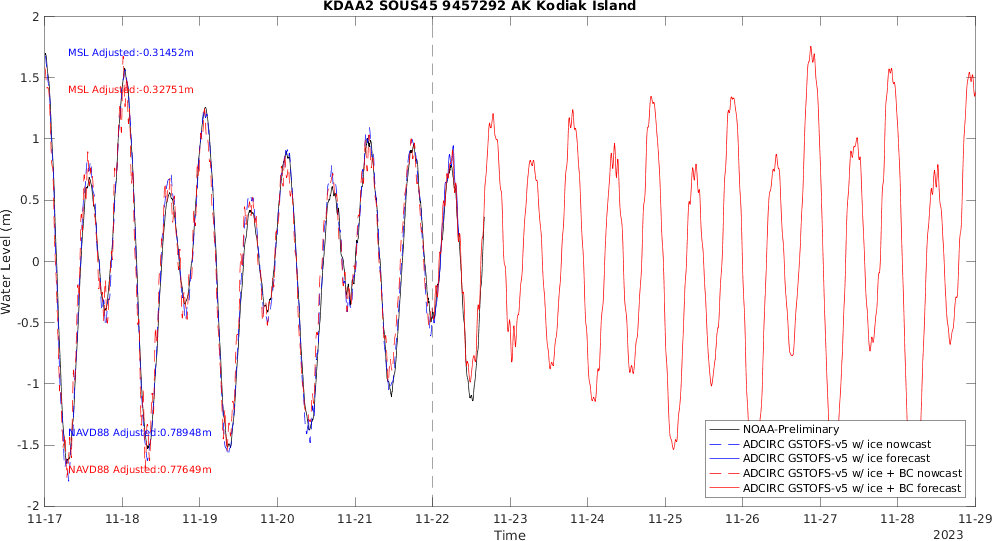 KDAA2 SOUS45 9457292 AK Kodiak Island
2
1.5
1
0.5
0
-0.5
-1
-1.5
-2
Water Level (m)
MSL Adjusted:-0.31452m
MSL Adjusted:-0.32751m
NAVD88 Adjusted:0.78948m
NAVD88 Adjusted:0.77649m
NOAA-Preliminary
ADCIRC GSTOFS-v5 w/ ice nowcast
ADCIRC GSTOFS-v5 w/ ice forecast
ADCIRC GSTOFS-v5 w/ ice + BC nowcast
ADCIRC GSTOFS-v5 w/ ice + BC forecast
11-17 11-18 11-19 11-20 11-21 11-22 11-23 11-24 11-25 11-26 11-27 11-28 11-29
Time
2023